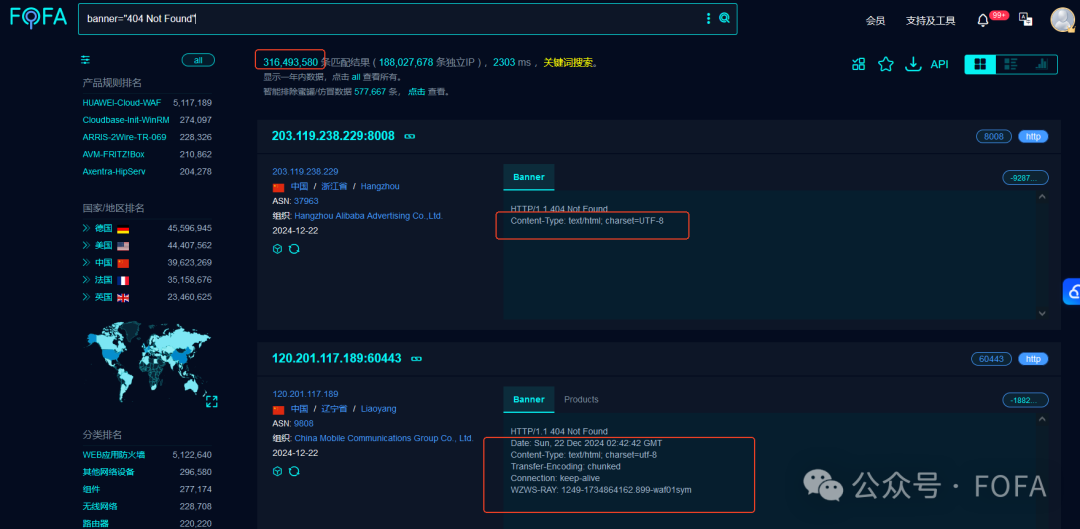 FOFA
banner="404 Not Found"
会员
支持及工具
99+
all
316,493,580 条匹配结果 ( 188,027,678 条独立IP ) ，2303 ms ，关键词搜索。
显示一年内数据，点击 all 查看所有。
智能排除蜜罐/仿冒数据 577,667 条， 点击 查看。
API
产品规则排名
HUAWEI-Cloud-WAF 5,117,189
Cloudbase-Init-WinRM 274,097
ARRIS-2Wire-TR-069 228,326
AVM-FRITZ!Box 210,862
Axentra-HipServ 204,278
国家/地区排名
德国 45,596,945
美国 44,407,562
中国 39,623,269
法国 35,158,676
英国 23,460,625
分类排名
WEB应用防火墙 5,122,640
其他网络设备 296,580
组件 277,174
无线网络 228,708
路由器 220,220
203.119.238.229:8008
8008 http
203.119.238.229
中国 / 浙江省 / Hangzhou
ASN: 37963
组织: Hangzhou Alibaba Advertising Co.,Ltd.
2024-12-22
Banner
-9287...
HTTP/1.1 404 Not Found
Content-Type: text/html; charset=UTF-8
120.201.117.189:60443
60443 http
120.201.117.189
中国 / 辽宁省 / Liaoyang
ASN: 9808
组织: China Mobile Communications Group Co., Ltd.
2024-12-22
Banner Products
-1882...
HTTP/1.1 404 Not Found
Date: Sun, 22 Dec 2024 02:42:42 GMT
Content-Type: text/html; charset=utf-8
Transfer-Encoding: chunked
Connection: keep-alive
WZWS-RAY: 1249-1734864162.899-waf01sym
公众号 · FOFA